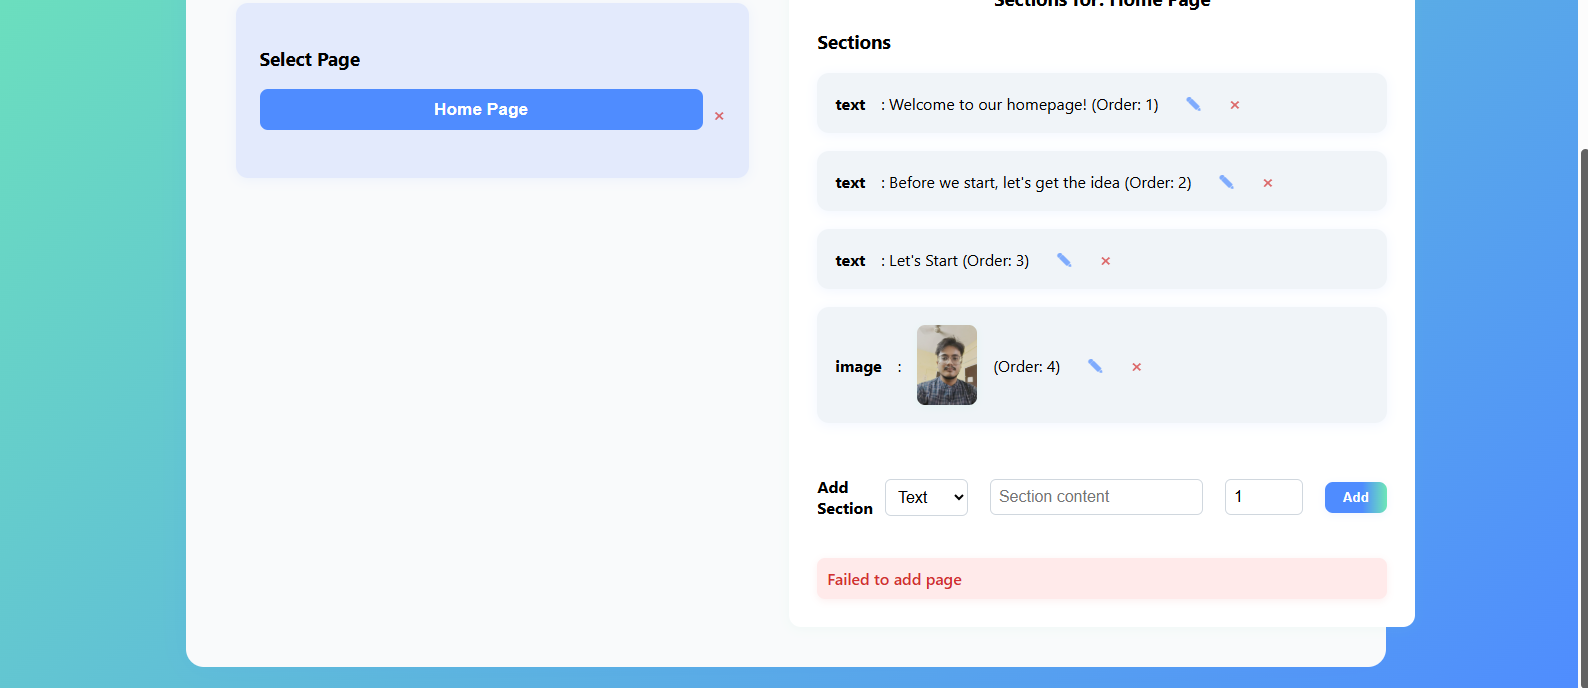 Select Page
Home Page
×
Sections for: Home Page
Sections
text : Welcome to our homepage! (Order: 1) ×
text : Before we start, let's get the idea (Order: 2) ×
text : Let's Start (Order: 3) ×
image : (Order: 4) ×
Add Section Text Section content 1 Add
Failed to add page